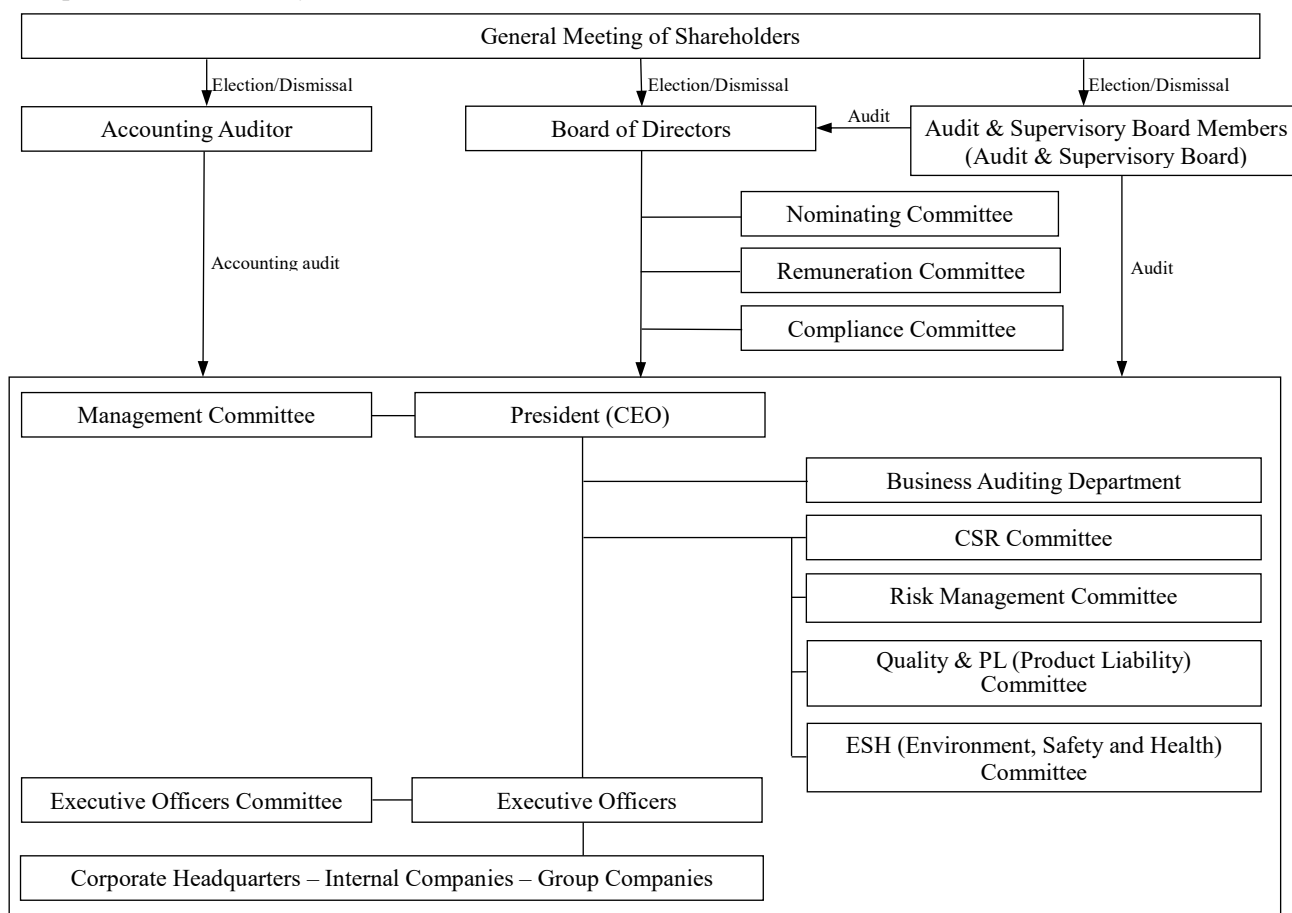 General Meeting of Shareholders
Election/Dismissal
Election/Dismissal
Election/Dismissal
Accounting Auditor
Board of Directors
Audit
Audit & Supervisory Board Members
(Audit & Supervisory Board)
Nominating Committee
Accounting audit
Remuneration Committee
Audit
Compliance Committee
Management Committee
President (CEO)
Business Auditing Department
CSR Committee
Risk Management Committee
Quality & PL (Product Liability)
Committee
ESH (Environment, Safety and Health)
Committee
Executive Officers Committee
Executive Officers
Corporate Headquarters – Internal Companies – Group Companies